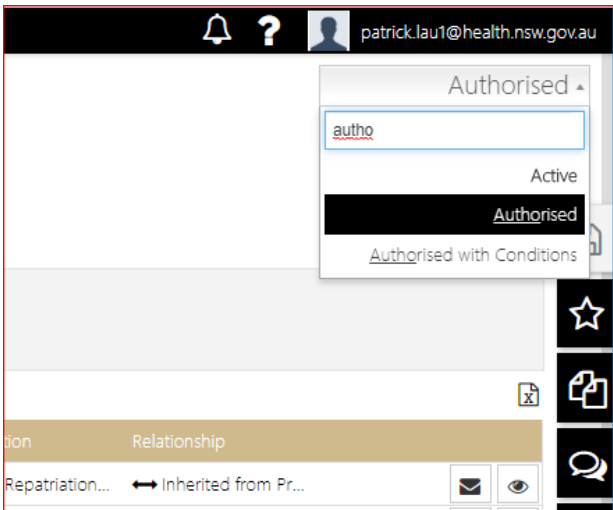 patrick.lau1@health.nsw.gov.au
Authorised
autho
Active
Authorised
Authorised with Conditions
tion Relationship
Repatriation... Inherited from Pr...